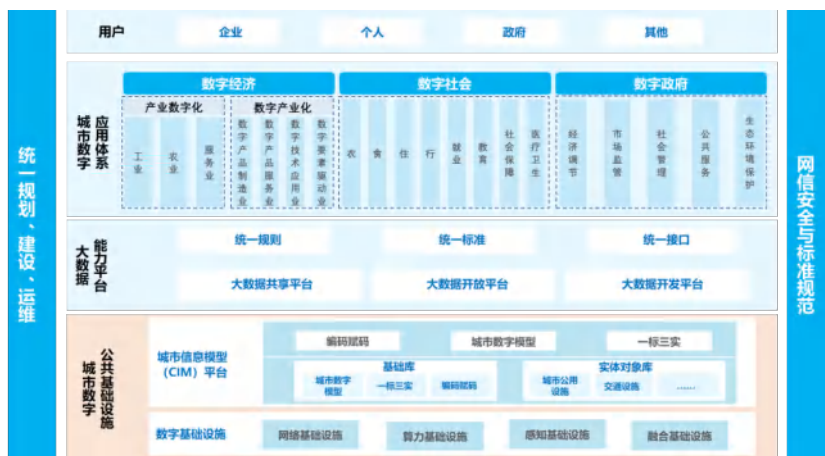 统一规划、建设、运维
用户
企业
个人
政府
其他
城市数字
应用体系
数字经济
产业数字化
工业
农业
服务业
数字产业化
数字产品制造业
数字产品服务业
数字技术应用业
数字要素驱动业
数字社会
衣
食
住
行
就业
教育
社会保障
医疗卫生
数字政府
经济调节
市场监管
社会管理
公共服务
生态环境保护
大数据
能力平台
统一规则
统一标准
统一接口
大数据共享平台
大数据开放平台
大数据开发平台
城市数字
公共基础设施
城市信息模型
（CIM）平台
编码赋码
城市数字模型
一标三实
基础库
城市数字
模型
一标三实
编码赋码
实体对象库
城市公用
设施
交通设施
……
数字基础设施
网络基础设施
算力基础设施
感知基础设施
融合基础设施
网信安全与标准规范